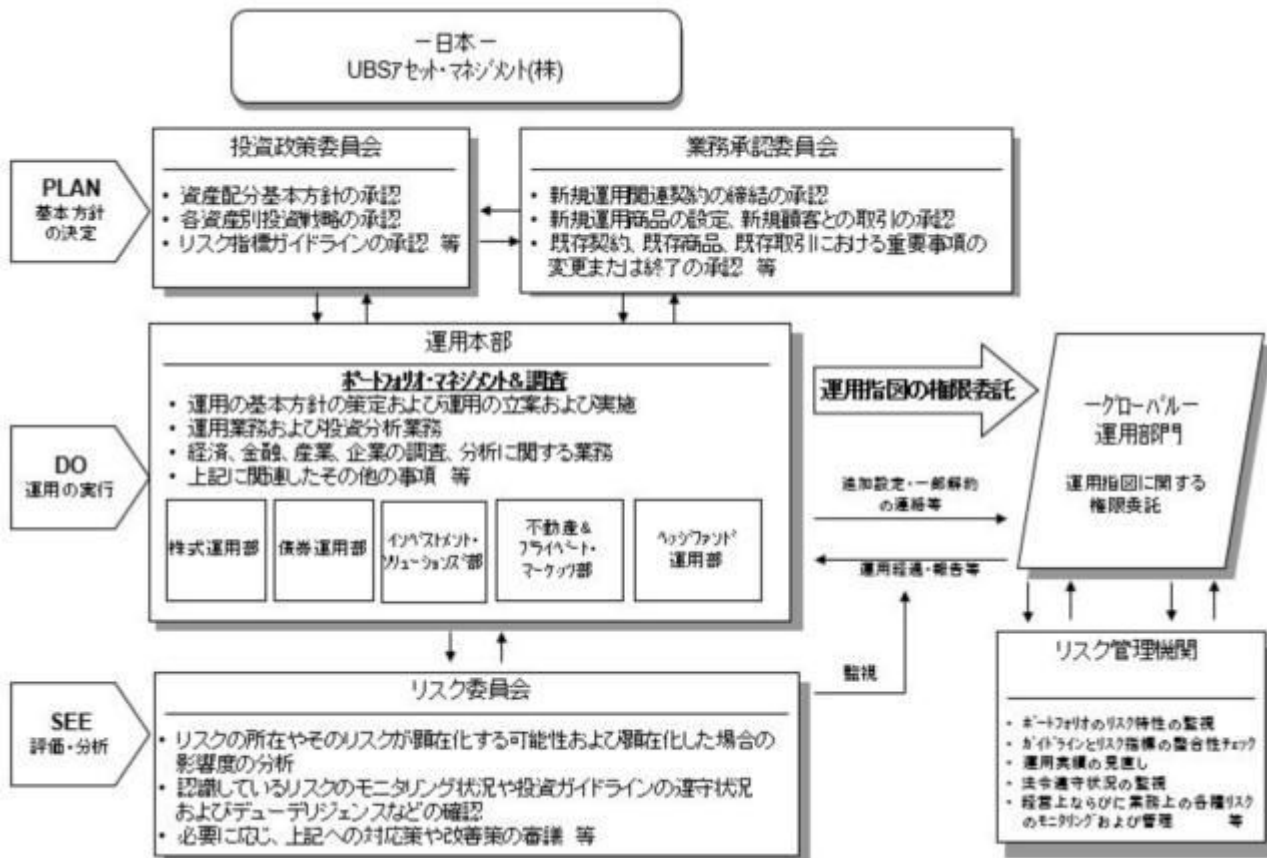 －日本－
UBSアセット・マネジメント(株)
PLAN
基本方針
の決定
投資政策委員会
・ 資産配分基本方針の承認
・ 各資産別投資戦略の承認
・ リスク指標ガイドラインの承認 等
業務承認委員会
・ 新規運用関連契約の締結の承認
・ 新規運用商品の設定、新規顧客との取引の承認
・ 既存契約、既存商品、既存取引における重要事項の
変更または終了の承認 等
DO
運用の実行
運用本部
ポートフォリオ・マネジメント&調査
・ 運用の基本方針の策定および運用の立案および実施
・ 運用業務および投資分析業務
・ 経済、金融、産業、企業の調査、分析に関する業務
・ 上記に関連したその他の事項 等
株式運用部
債券運用部
インベストメント・
ソリューションズ部
不動産&
プライベート・
マーケッツ部
ヘッジファンド
運用部
運用指図の権限委託
追加設定・一部解約
の連絡等
運用経過・報告等
－グローバル－
運用部門
運用指図に関する
権限委託
SEE
評価・分析
リスク委員会
・ リスクの所在やそのリスクが顕在化する可能性および顕在化した場合の
影響度の分析
・ 認識しているリスクのモニタリング状況や投資ガイドラインの遵守状況
およびデューデリジェンスなどの確認
・ 必要に応じ、上記への対応策や改善策の審議 等
監視
リスク管理機関
・ ポートフォリオのリスク特性の監視
・ ガイドラインとリスク指標の整合性チェック
・ 運用実績の見直し
・ 法令遵守状況の監視
・ 経営上ならびに業務上の各種リスク
のモニタリングおよび管理 等